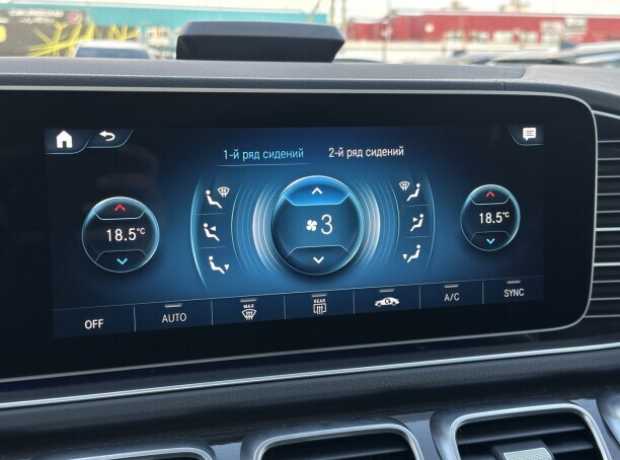 1-й ряд сидений 2-й ряд сидений
18.5°C
3
18.5°C
OFF AUTO MAX REAR A/C SYNC